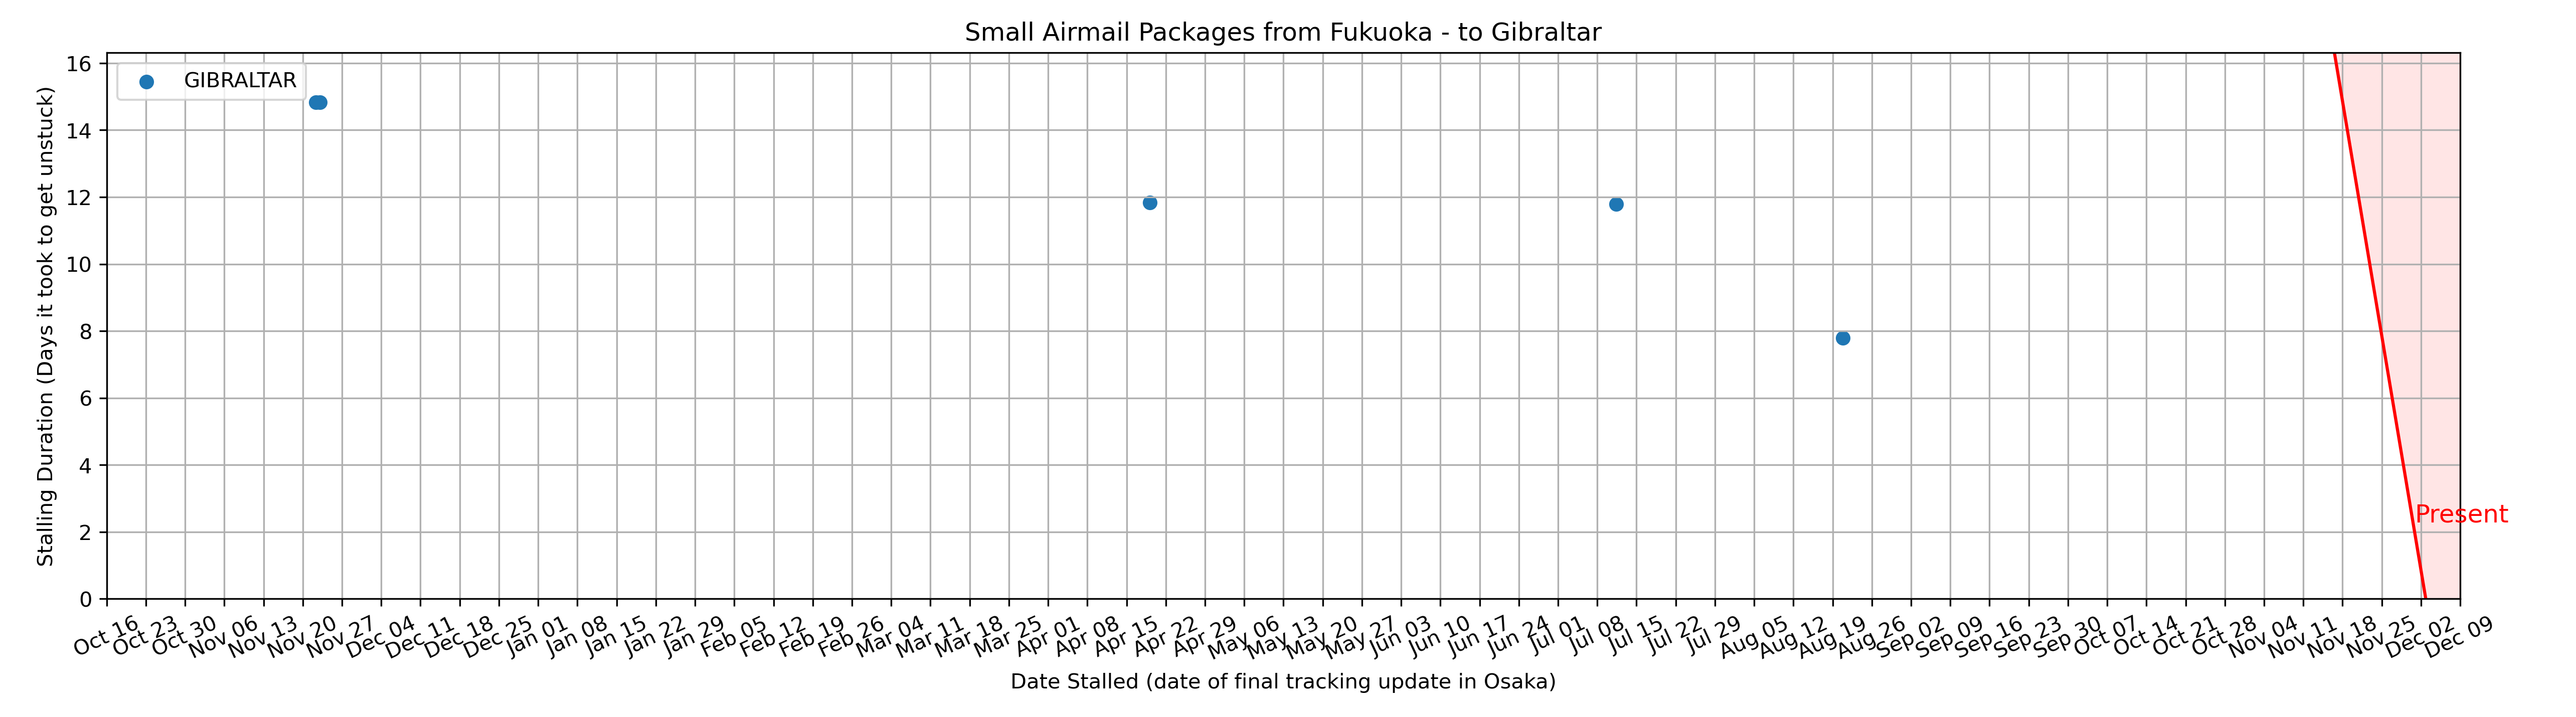 Small Airmail Packages from Fukuoka - to Gibraltar
GIBRALTAR
Stalling Duration (Days it took to get unstuck)
16
14
12
10
8
6
4
2
0
Present
Oct 16 Oct 23 Oct 30 Nov 06 Nov 13 Nov 20 Nov 27 Dec 04 Dec 11 Dec 18 Dec 25 Jan 01 Jan 08 Jan 15 Jan 22 Jan 29 Feb 05 Feb 12 Feb 19 Feb 26 Mar 04 Mar 11 Mar 18 Mar 25 Apr 01 Apr 08 Apr 15 Apr 22 Apr 29 May 06 May 13 May 20 May 27 Jun 03 Jun 10 Jun 17 Jun 24 Jul 01 Jul 08 Jul 15 Jul 22 Jul 29 Aug 05 Aug 12 Aug 19 Aug 26 Sep 02 Sep 09 Sep 16 Sep 23 Sep 30 Oct 07 Oct 14 Oct 21 Oct 28 Nov 04 Nov 11 Nov 18 Nov 25 Dec 02 Dec 09
Date Stalled (date of final tracking update in Osaka)